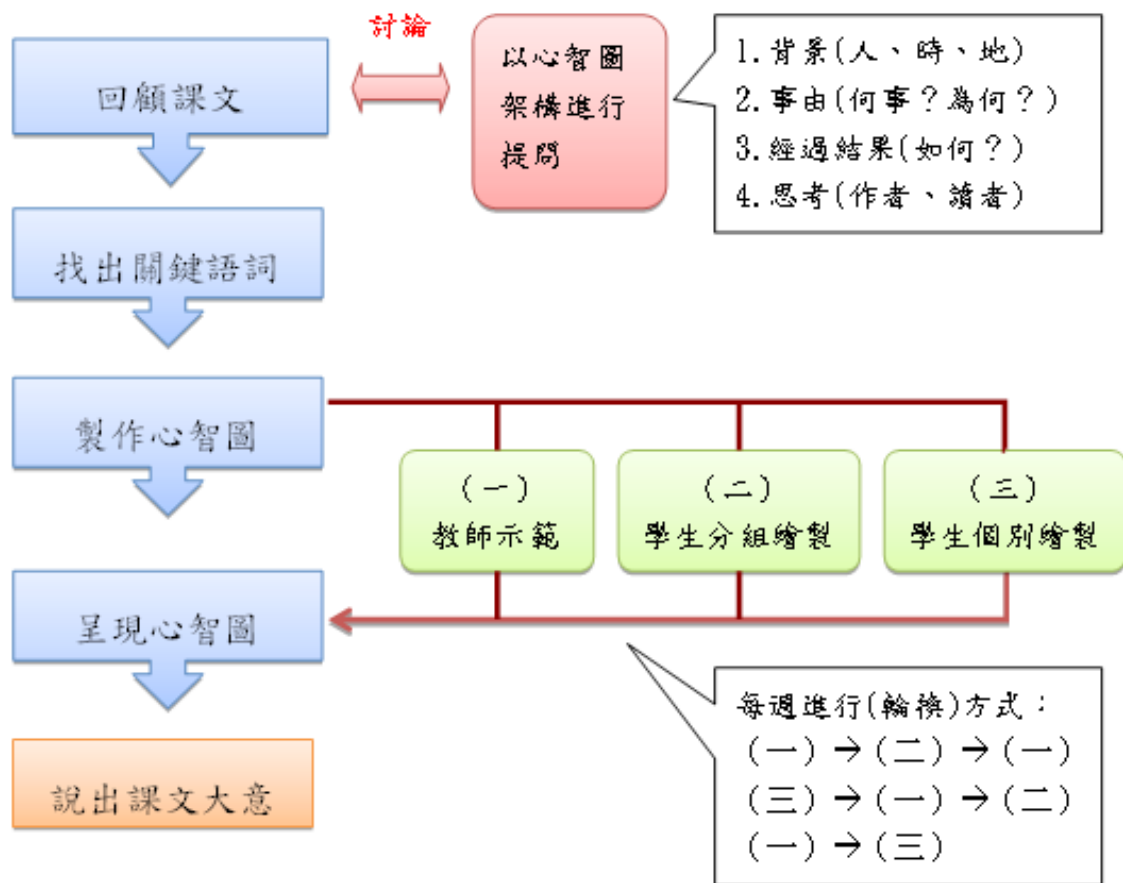 討論
回顧課文
以心智圖
架構進行
提問
1.背景(人、時、地)
2.事由(何事？為何？)
3.經過結果(如何？)
4.思考(作者、讀者)
找出關鍵語詞
製作心智圖
(一)
教師示範
(二)
學生分組繪製
(三)
學生個別繪製
呈現心智圖
每週進行(輪換)方式：
(一)→(二)→(一)
(三)→(一)→(二)
(一)→(三)
說出課文大意